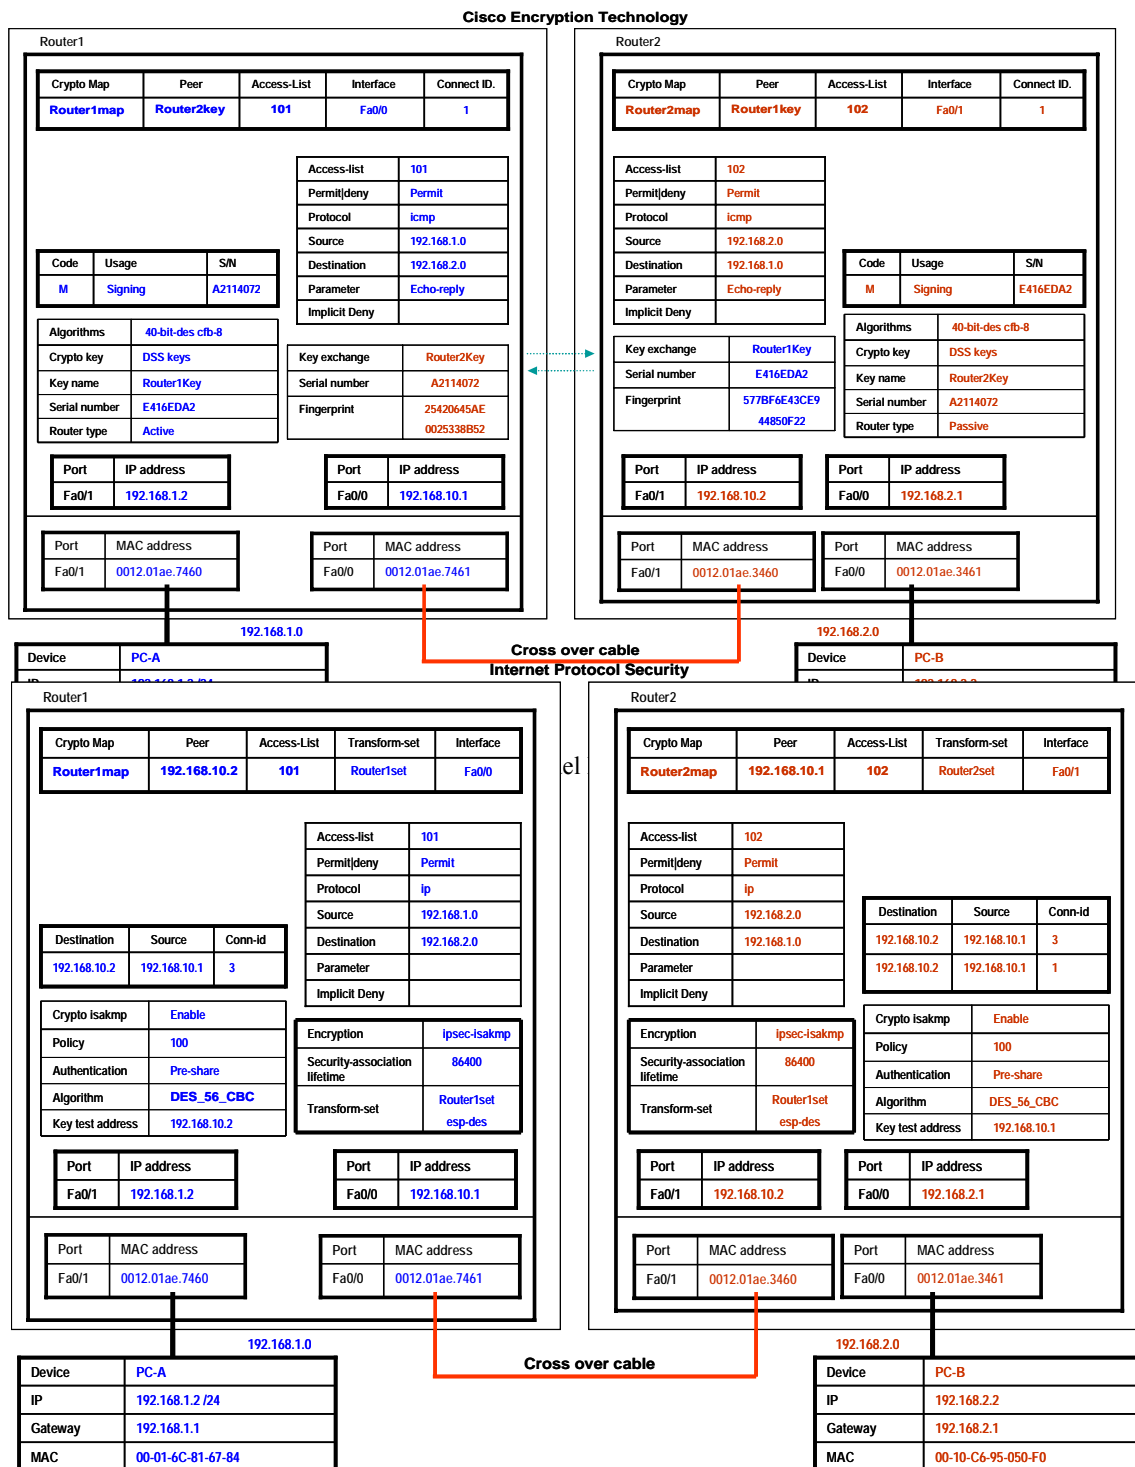 Cisco Encryption Technology
Router1
Crypto Map Peer Access-List Interface Connect ID.
Router1map Router2key 101 Fa0/0 1
Access-list 101
Permit|deny Permit
Protocol icmp
Source 192.168.1.0
Destination 192.168.2.0
Parameter Echo-reply
Implicit Deny
Code Usage S/N
M Signing A2114072
Algorithms 40-bit-des cfb-8
Crypto key DSS keys
Key name Router1Key
Serial number E416EDA2
Router type Active
Key exchange Router2Key
Serial number A2114072
Fingerprint 25420645AE
0025338B52
Port IP address
Fa0/1 192.168.1.2
Port IP address
Fa0/0 192.168.10.1
Port MAC address
Fa0/1 0012.01ae.7460
Port MAC address
Fa0/0 0012.01ae.7461
Router2
Crypto Map Peer Access-List Interface Connect ID.
Router2map Router1key 102 Fa0/1 1
Access-list 102
Permit|deny Permit
Protocol icmp
Source 192.168.2.0
Destination 192.168.1.0
Parameter Echo-reply
Implicit Deny
Code Usage S/N
M Signing E416EDA2
Key exchange Router1Key
Serial number E416EDA2
Fingerprint 577BF6E43CE9
44850F22
Algorithms 40-bit-des cfb-8
Crypto key DSS keys
Key name Router2Key
Serial number A2114072
Router type Passive
Port IP address
Fa0/1 192.168.10.2
Port IP address
Fa0/0 192.168.2.1
Port MAC address
Fa0/1 0012.01ae.3460
Port MAC address
Fa0/0 0012.01ae.3461
192.168.1.0
192.168.2.0
Cross over cable
Device PC-A
Device PC-B
Internet Protocol Security
Router1
Crypto Map Peer Access-List Transform-set Interface
Router1map 192.168.10.2 101 Router1set Fa0/0
el
Access-list 101
Permit|deny Permit
Protocol ip
Source 192.168.1.0
Destination 192.168.2.0
Parameter
Implicit Deny
Destination Source Conn-id
192.168.10.2 192.168.10.1 3
Crypto isakmp Enable
Policy 100
Authentication Pre-share
Algorithm DES_56_CBC
Key test address 192.168.10.2
Encryption ipsec-isakmp
Security-association lifetime 86400
Transform-set Router1set
esp-des
Port IP address
Fa0/1 192.168.1.2
Port IP address
Fa0/0 192.168.10.1
Port MAC address
Fa0/1 0012.01ae.7460
Port MAC address
Fa0/0 0012.01ae.7461
Router2
Crypto Map Peer Access-List Transform-set Interface
Router2map 192.168.10.1 102 Router2set Fa0/1
Access-list 102
Permit|deny Permit
Protocol ip
Source 192.168.2.0
Destination 192.168.1.0
Parameter
Implicit Deny
Destination Source Conn-id
192.168.10.2 192.168.10.1 3
192.168.10.2 192.168.10.1 1
Encryption ipsec-isakmp
Security-association lifetime 86400
Transform-set Router1set
esp-des
Crypto isakmp Enable
Policy 100
Authentication Pre-share
Algorithm DES_56_CBC
Key test address 192.168.10.1
Port IP address
Fa0/1 192.168.10.2
Port IP address
Fa0/0 192.168.2.1
Port MAC address
Fa0/1 0012.01ae.3460
Port MAC address
Fa0/0 0012.01ae.3461
192.168.1.0
192.168.2.0
Cross over cable
Device PC-A
IP 192.168.1.2 /24
Gateway 192.168.1.1
MAC 00-01-6C-81-67-84
Device PC-B
IP 192.168.2.2
Gateway 192.168.2.1
MAC 00-10-C6-95-050-F0